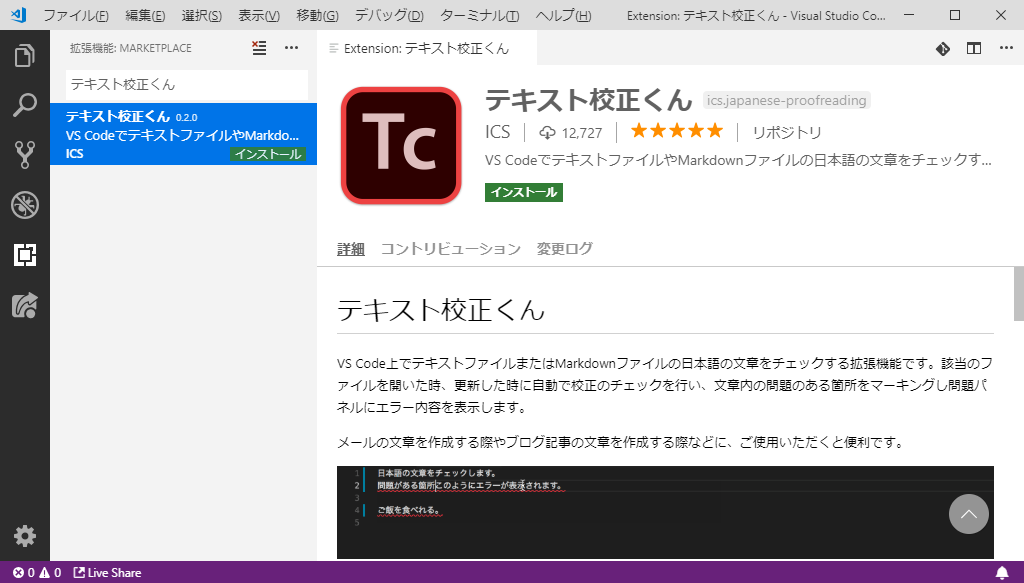 ファイル(F) 編集(E) 選択(S) 表示(V) 移動(G) デバッグ(D) ターミナル(T) ヘルプ(H) Extension: テキスト校正くん - Visual Studio Co...
拡張機能: MARKETPLACE
テキスト校正くん
テキスト校正くん 0.2.0
VS CodeでテキストファイルやMarkdo...
ICS インストール
Extension: テキスト校正くん
Tc
テキスト校正くん ics.japanese-proofreading
ICS 12,727 リポジトリ
VS CodeでテキストファイルやMarkdownファイルの日本語の文章をチェックす...
インストール
詳細 コントリビューション 変更ログ
テキスト校正くん
VS Code上でテキストファイルまたはMarkdownファイルの日本語の文章をチェックする拡張機能です。該当のフ
ァイルを開いた時、更新した時に自動で校正のチェックを行い、文章内の問題のある箇所をマーキングし問題パ
ネルにエラー内容を表示します。
メールの文章を作成する際やブログ記事の文章を作成する際などに、ご使用いただくと便利です。
1 日本語の文章をチェックします。
2 問題がある箇所このようにエラーが表示されます。
3
4 ご飯を食べれる。
5
0 0 Live Share